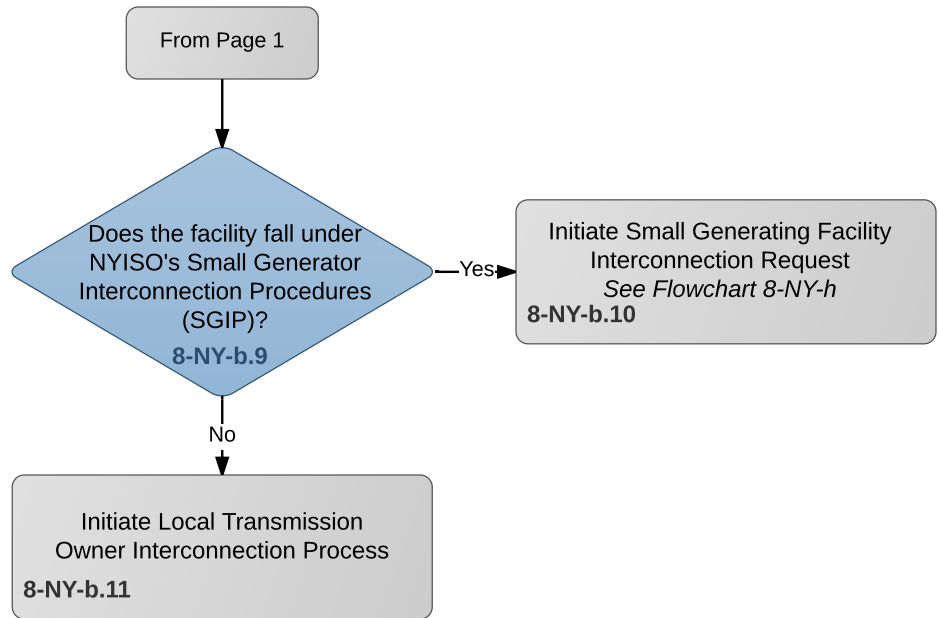 From Page 1
Does the facility fall under
NYISO's Small Generator
Interconnection Procedures
(SGIP)?
8-NY-b.9
Yes
Initiate Small Generating Facility
Interconnection Request
See Flowchart 8-NY-h
8-NY-b.10
No
Initiate Local Transmission
Owner Interconnection Process
8-NY-b.11